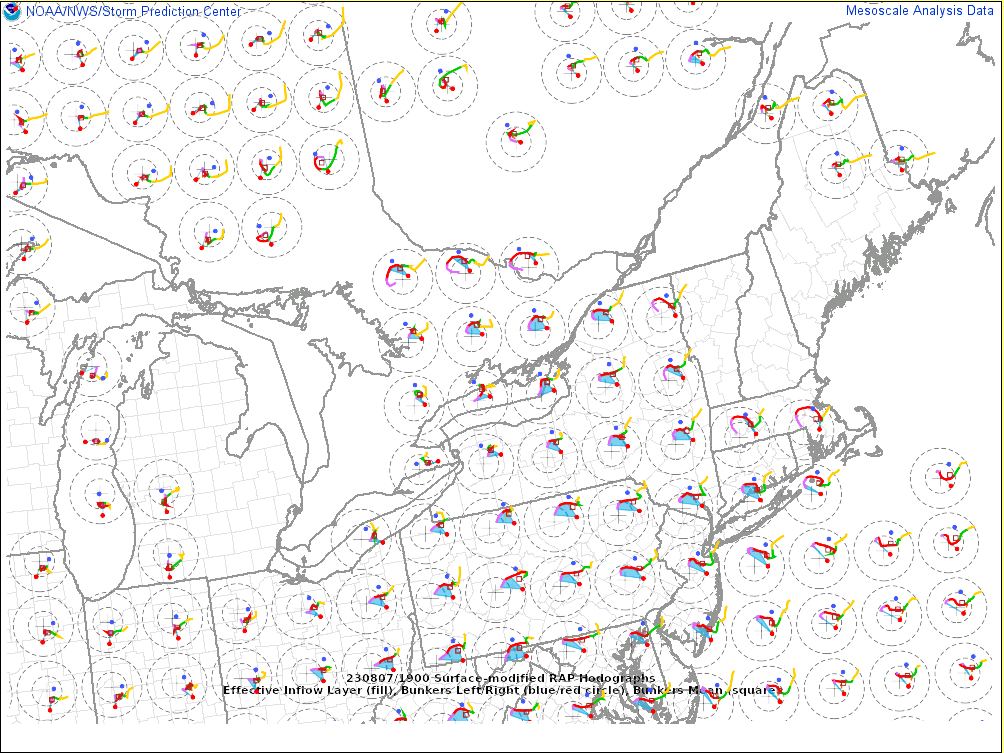 NOAA/NWS/Storm Prediction Center
Mesoscale Analysis Data
230807/1900 Surface-modified RAP Hodographs
Effective Inflow Layer (fill), Bunkers Left/Right (blue/red circle), Bunkers Mean (square)